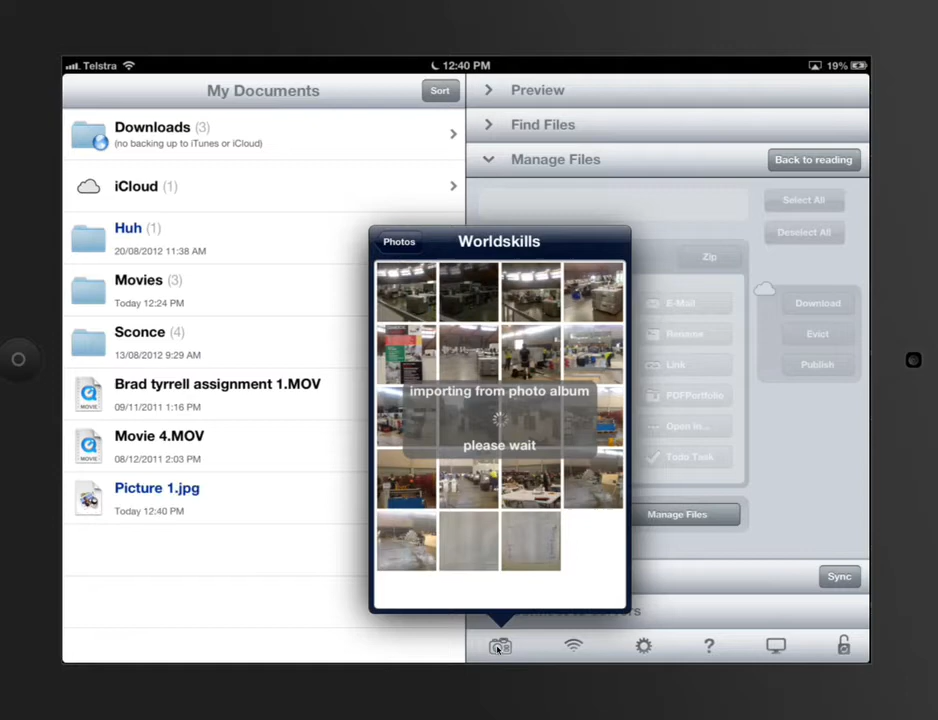 Telstra
12:40 PM
19%
My Documents
Sort
Downloads (3)
(no backing up to iTunes or iCloud)
iCloud (1)
Huh (1)
20/08/2012 11:38 AM
Movies (3)
Today 12:24 PM
Sconce (4)
13/08/2012 9:29 AM
Brad tyrrell assignment 1.MOV
09/11/2011 1:16 PM
Movie 4.MOV
08/12/2011 2:03 PM
Picture 1.jpg
Today 12:40 PM
MOVIE
MOVIE
Preview
Find Files
Manage Files
Back to reading
Select All
Deselect All
Zip
E-Mail
Rename
Link
PDFPortfolio
Open In...
Todo Task
Download
Evict
Publish
Manage Files
Sync
Photos
Worldskills
importing from photo album
please wait
?